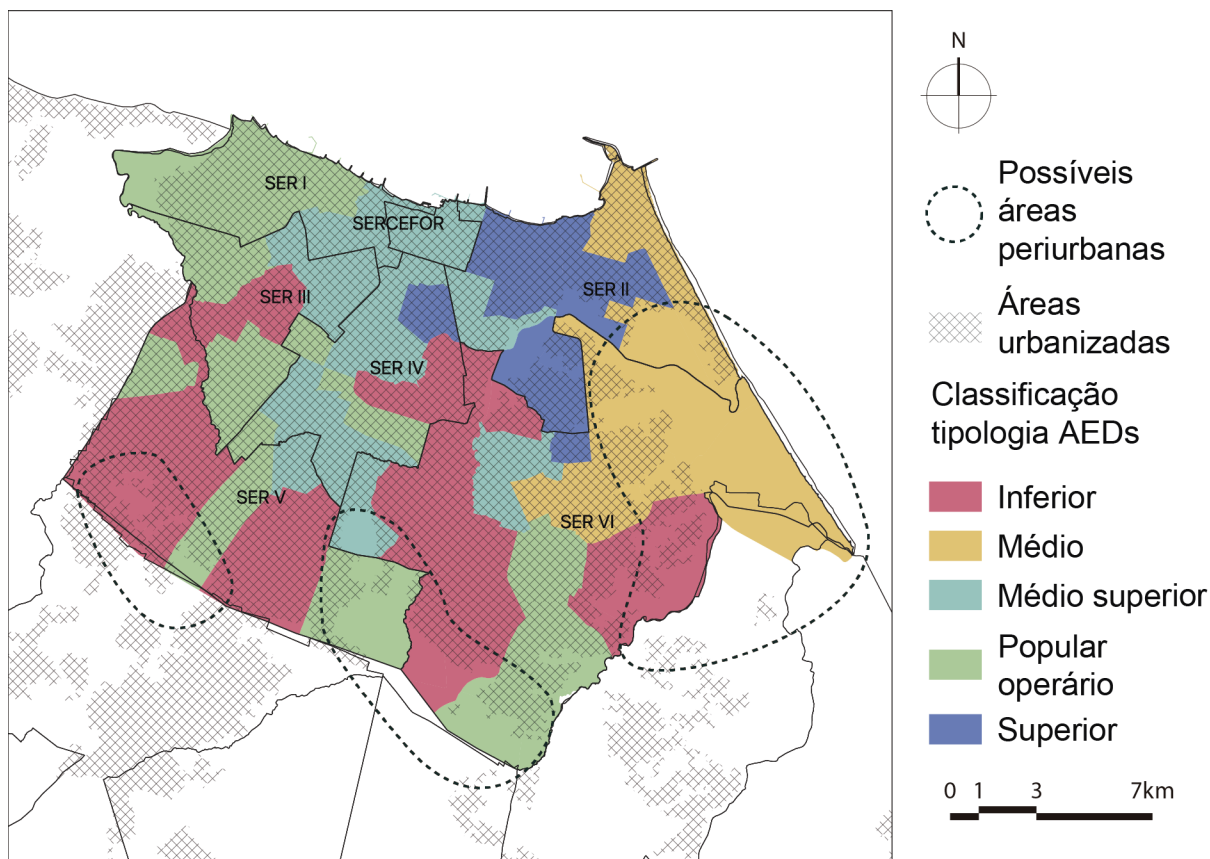 SER I
SERCEFOR
SER II
SER III
SER IV
SER V
SER VI
N
Possíveis
áreas
periurbanas
Áreas
urbanizadas
Classificação
tipologia AEDs
Inferior
Médio
Médio superior
Popular
operário
Superior
0 1 3 7km